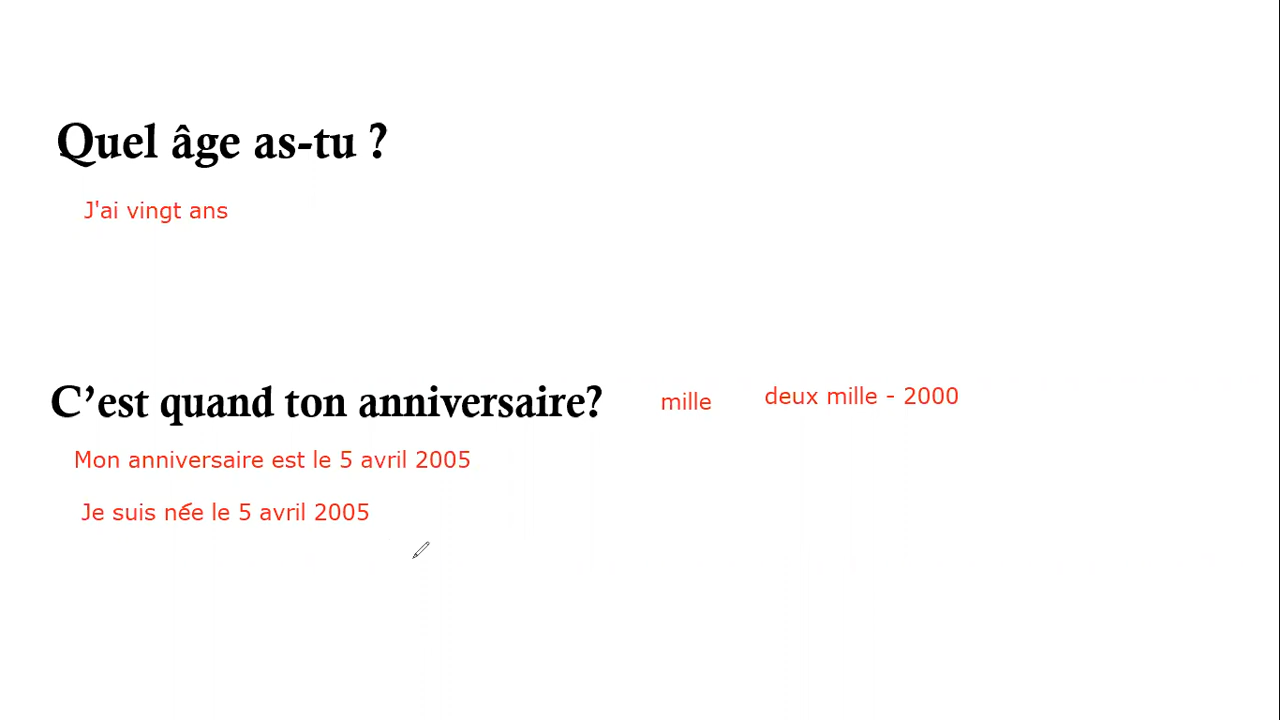 Quel âge as-tu ?
J'ai vingt ans
C’est quand ton anniversaire?
mille
deux mille - 2000
Mon anniversaire est le 5 avril 2005
Je suis née le 5 avril 2005